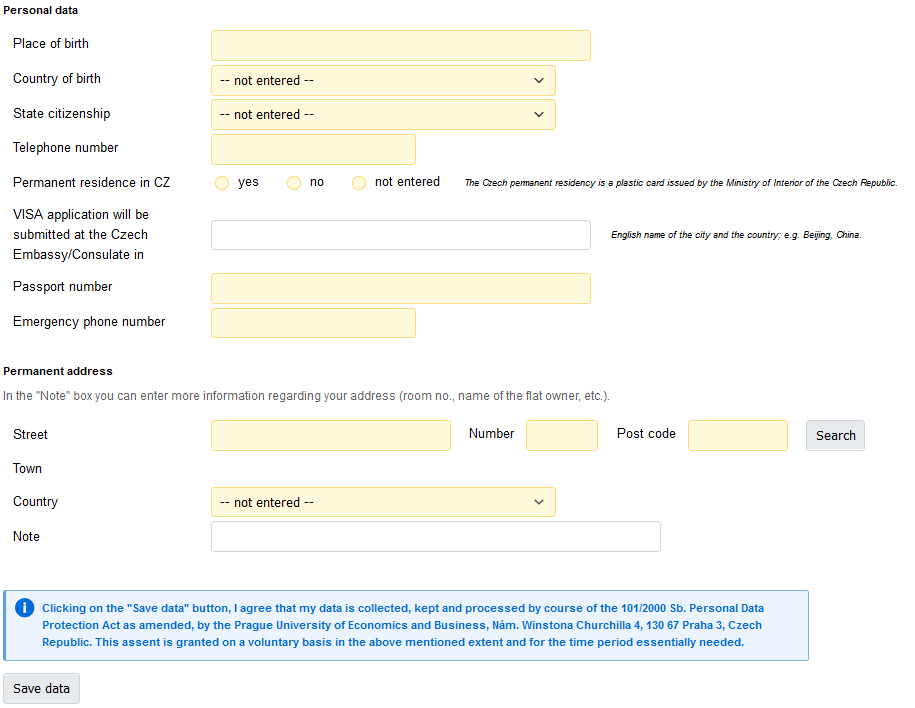 Personal data
Place of birth
Country of birth -- not entered --
State citizenship -- not entered --
Telephone number
Permanent residence in CZ yes no not entered The Czech permanent residency is a plastic card issued by the Ministry of Interior of the Czech Republic.
VISA application will be
submitted at the Czech English name of the city and the country; e.g. Beijing, China.
Embassy/Consulate in
Passport number
Emergency phone number
Permanent address
In the "Note" box you can enter more information regarding your address (room no., name of the flat owner, etc.).
Street Number Post code Search
Town
Country -- not entered --
Note
Clicking on the "Save data" button, I agree that my data is collected, kept and processed by course of the 101/2000 Sb. Personal Data
Protection Act as amended, by the Prague University of Economics and Business, Nám. Winstona Churchilla 4, 130 67 Praha 3, Czech
Republic. This assent is granted on a voluntary basis in the above mentioned extent and for the time period essentially needed.
Save data